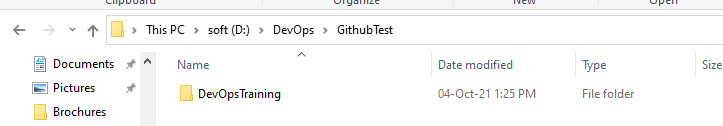 Clipboard Organize New Open
This PC > soft (D:) > DevOps > GithubTest
Documents
Pictures
Brochures
Name Date modified Type Size
DevOpsTraining 04-Oct-21 1:25 PM File folder